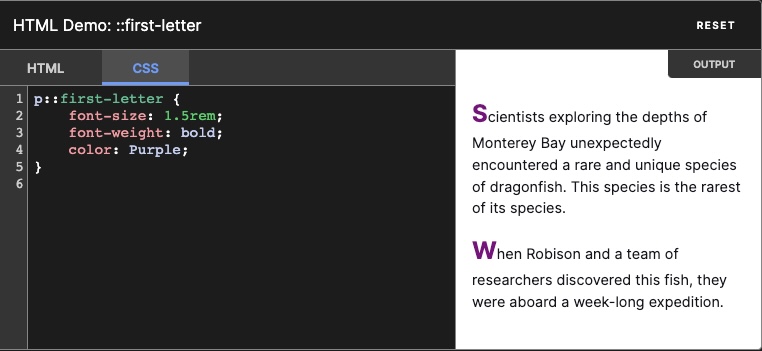 HTML Demo: ::first-letter
RESET
HTML
CSS
OUTPUT
1 p::first-letter {
2     font-size: 1.5rem;
3     font-weight: bold;
4     color: Purple;
5 }
6
Scientists exploring the depths of
Monterey Bay unexpectedly
encountered a rare and unique species
of dragonfish. This species is the rarest
of its species.
When Robison and a team of
researchers discovered this fish, they
were aboard a week-long expedition.